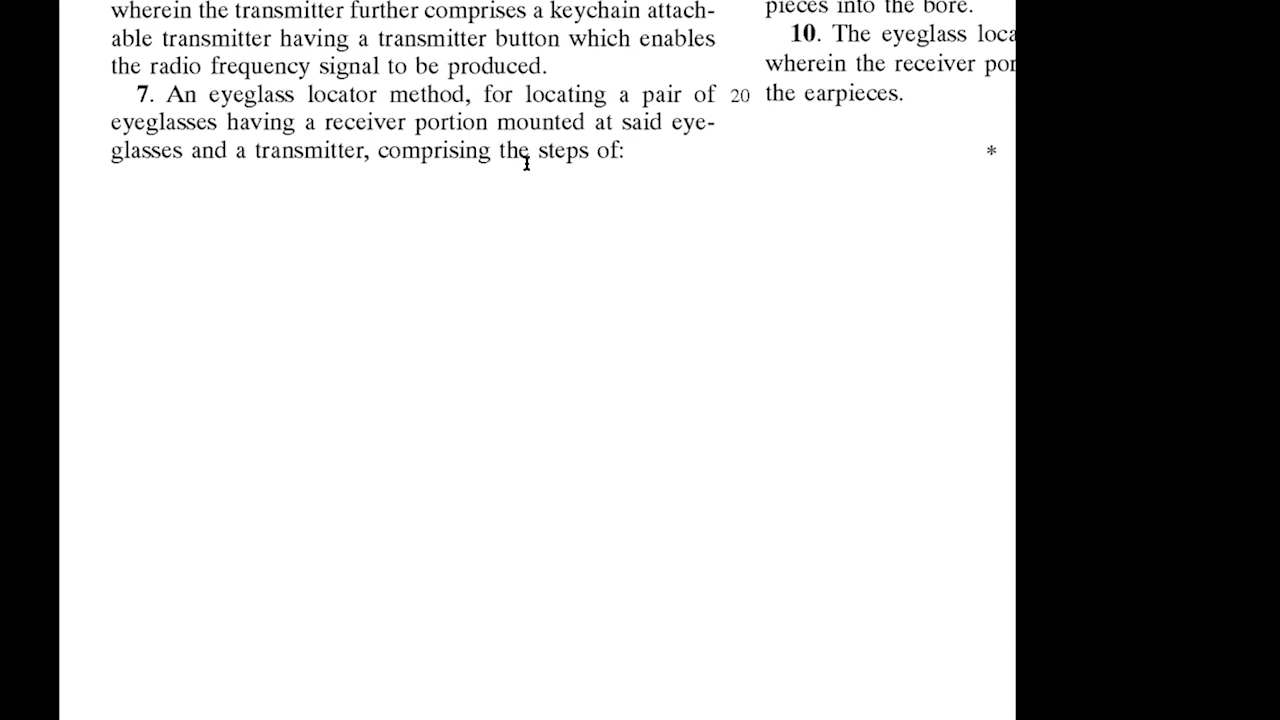 wherein the transmitter further comprises a keychain attach-
able transmitter having a transmitter button which enables
the radio frequency signal to be produced.
7. An eyeglass locator method, for locating a pair of
eyeglasses having a receiver portion mounted at said eye-
glasses and a transmitter, comprising the steps of:
20
pieces into the bore.
10. The eyeglass loca
wherein the receiver por
the earpieces.
*